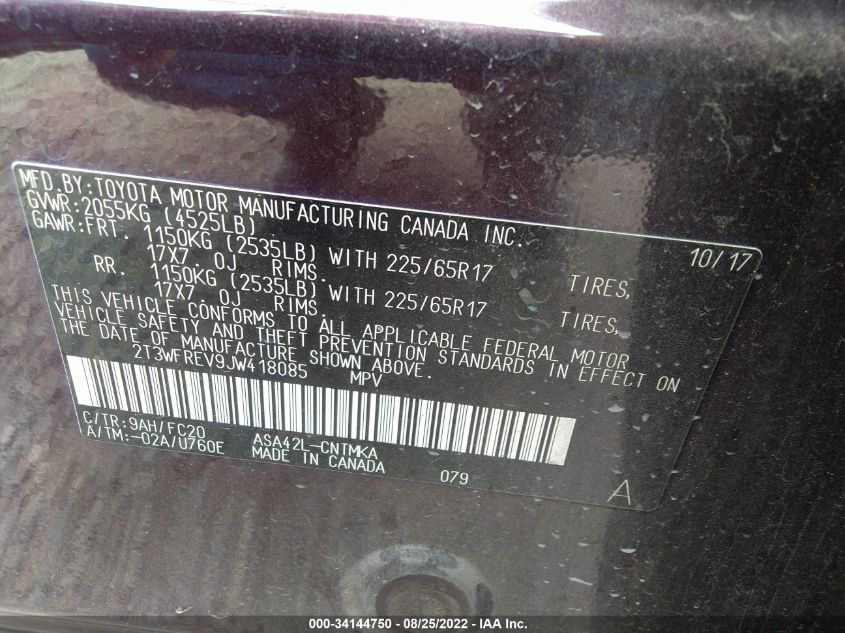 MFD.BY:TOYOTA MOTOR MANUFACTURING CANADA INC. 10/17
GVWR:2055KG (4525LB)
GAWR:FRT. 1150KG (2535LB) WITH 225/65R17 TIRES,
17X7.0J RIMS.
RR. 1150KG (2535LB) WITH 225/65R17 TIRES,
17X7.0J RIMS.
THIS VEHICLE CONFORMS TO ALL APPLICABLE FEDERAL MOTOR
VEHICLE SAFETY AND THEFT PREVENTION STANDARDS IN EFFECT ON
THE DATE OF MANUFACTURE SHOWN ABOVE.
2T3WFREV9JW418085 MPV
C/TR:9AH/FC20 ASA42L-CNTMKA
A/TM:-02A/U760E MADE IN CANADA 079 A
000-34144750 - 08/25/2022 - IAA Inc.